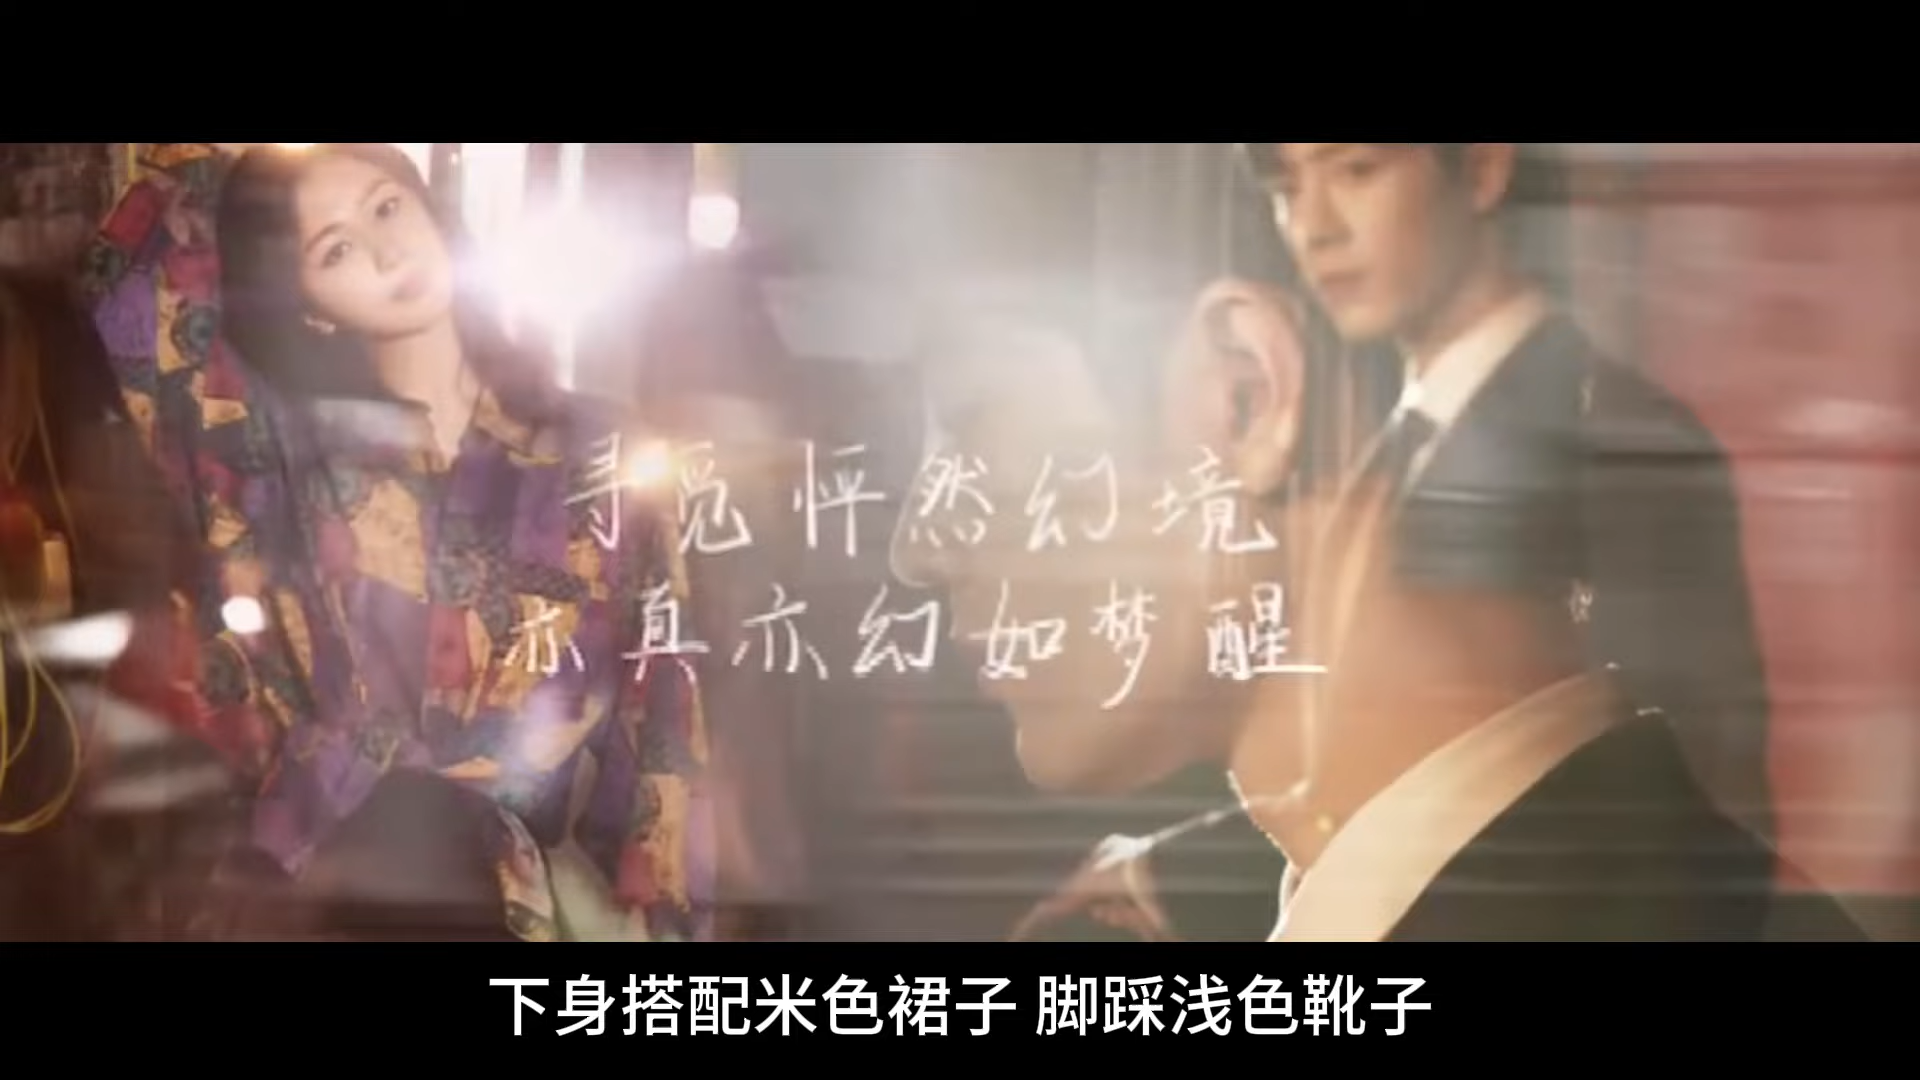 寻觅怦然幻境
亦真亦幻如梦醒
下身搭配米色裙子 脚踩浅色靴子